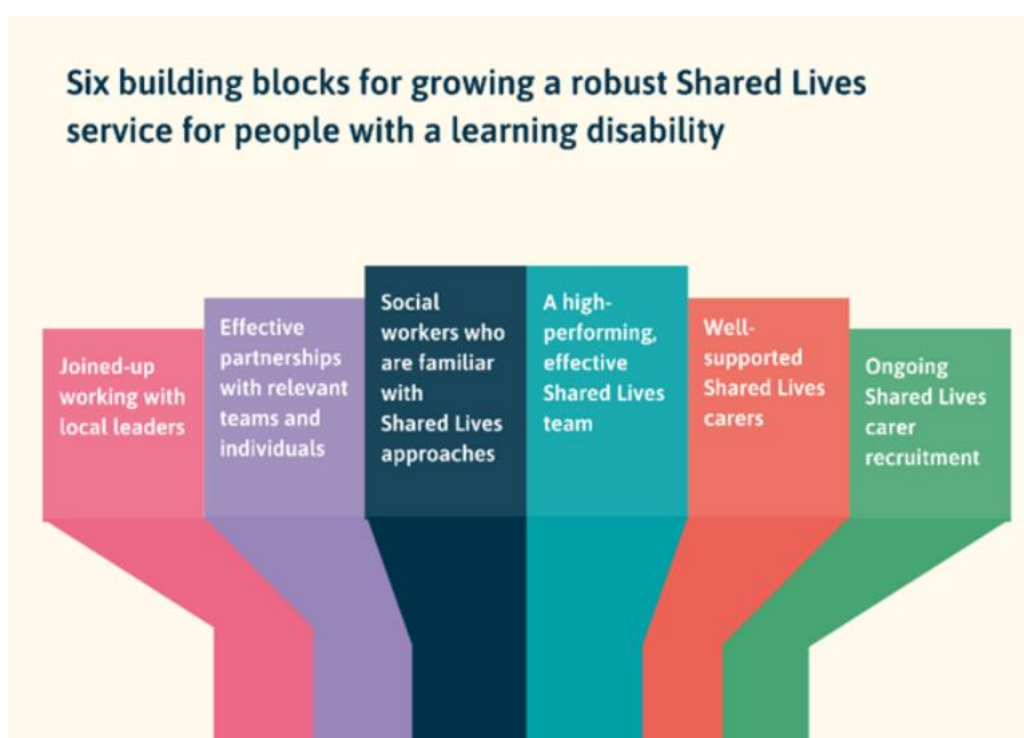 Six building blocks for growing a robust Shared Lives
service for people with a learning disability
Joined-up
working with
local leaders
Effective
partnerships
with relevant
teams and
individuals
Social
workers who
are familiar
with
Shared Lives
approaches
A high-
performing,
effective
Shared Lives
team
Well-
supported
Shared Lives
carers
Ongoing
Shared Lives
carer
recruitment